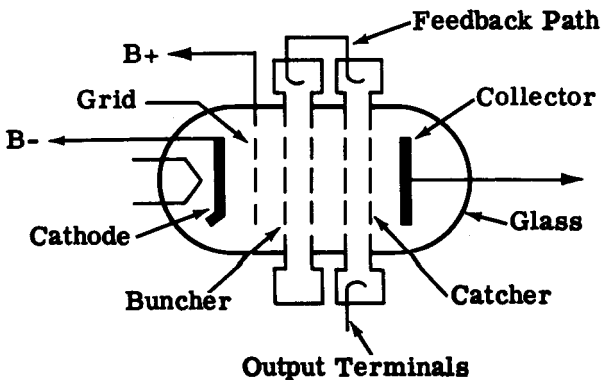 Feedback Path
B+
Grid
Collector
B-
Glass
Cathode
Buncher
Catcher
Output Terminals